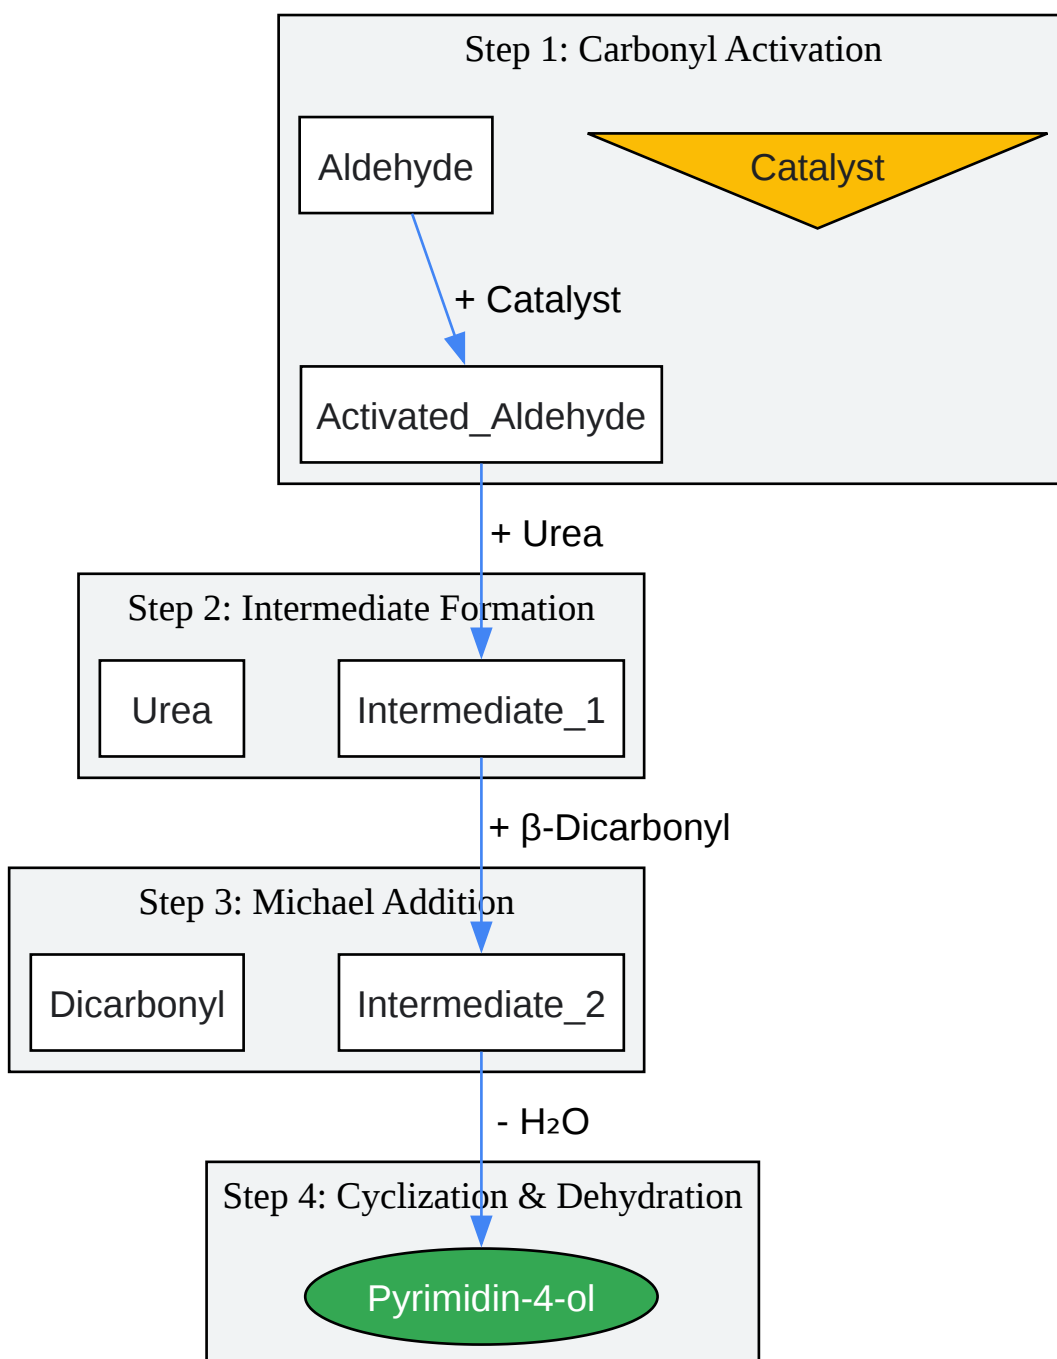 Step 1: Carbonyl Activation
Aldehyde
Catalyst
+ Catalyst
Activated_Aldehyde
+ Urea
Step 2: Intermediate Formation
Urea
Intermediate_1
+ β-Dicarbonyl
Step 3: Michael Addition
Dicarbonyl
Intermediate_2
- H₂O
Step 4: Cyclization & Dehydration
Pyrimidin-4-ol